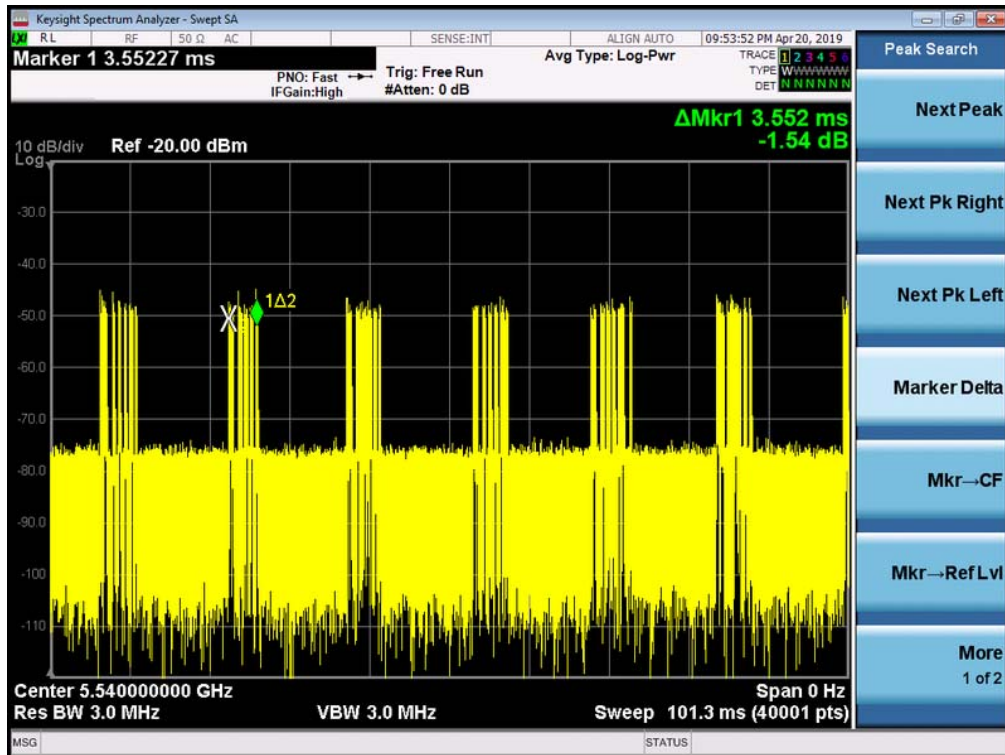 Keysight Spectrum Analyzer - Swept SA
LXI RL RF 50 Ω AC SENSE:INT ALIGN AUTO 09:53:52 PM Apr 20, 2019
Marker 1 3.55227 ms
PNO: Fast
IFGain:High
Trig: Free Run
#Atten: 0 dB
Avg Type: Log-Pwr
TRACE 1 2 3 4 5 6
TYPE W
DET N N N N N N
ΔMkr1 3.552 ms
-1.54 dB
10 dB/div Ref -20.00 dBm
Log
-30.0
-40.0
-50.0
-60.0
-70.0
-80.0
-90.0
-100
-110
X
1Δ2
Center 5.540000000 GHz
Span 0 Hz
Res BW 3.0 MHz
VBW 3.0 MHz
Sweep 101.3 ms (40001 pts)
MSG
STATUS
Peak Search
Next Peak
Next Pk Right
Next Pk Left
Marker Delta
Mkr→CF
Mkr→Ref Lvl
More
1 of 2